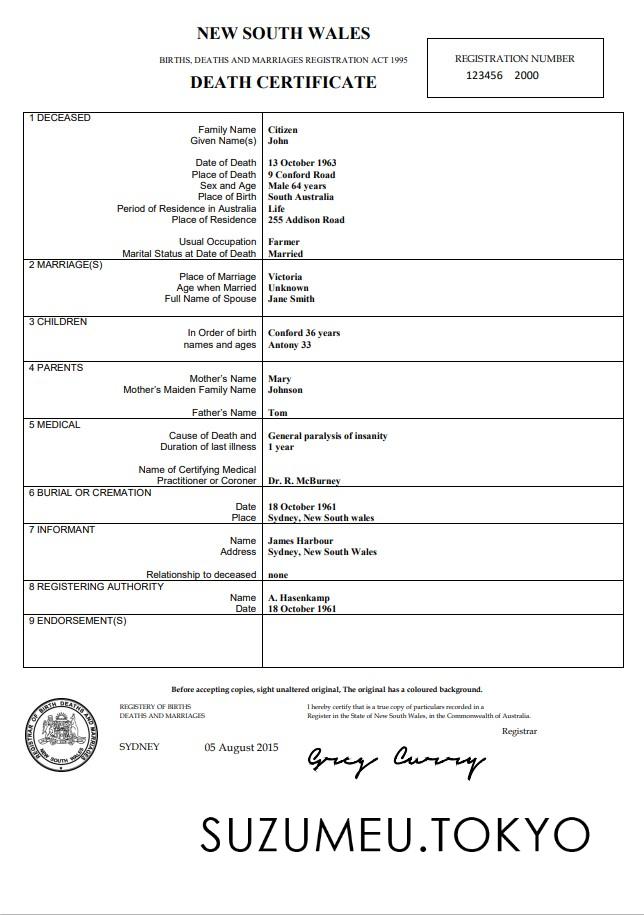 NEW SOUTH WALES
BIRTHS, DEATHS AND MARRIAGES REGISTRATION ACT 1995
DEATH CERTIFICATE
REGISTRATION NUMBER
123456 2000
1 DECEASED
Family Name Citizen
Given Name(s) John
Date of Death 13 October 1963
Place of Death 9 Conford Road
Sex and Age Male 64 years
Place of Birth South Australia
Period of Residence in Australia Life
Place of Residence 255 Addison Road
Usual Occupation Farmer
Marital Status at Date of Death Married
2 MARRIAGE(S)
Place of Marriage Victoria
Age when Married Unknown
Full Name of Spouse Jane Smith
3 CHILDREN
In Order of birth Conford 36 years
names and ages Antony 33
4 PARENTS
Mother's Name Mary
Mother's Maiden Family Name Johnson
Father's Name Tom
5 MEDICAL
Cause of Death and General paralysis of insanity
Duration of last illness 1 year
Name of Certifying Medical
Practitioner or Coroner Dr. R. McBurney
6 BURIAL OR CREMATION
Date 18 October 1961
Place Sydney, New South wales
7 INFORMANT
Name James Harbour
Address Sydney, New South Wales
Relationship to deceased none
8 REGISTERING AUTHORITY
Name A. Hasenkamp
Date 18 October 1961
9 ENDORSEMENT(S)
Before accepting copies, sight unaltered original, The original has a coloured background.
REGISTRAR OF BIRTH DEATHS AND MARRIAGES
NEW SOUTH WALES
REGISTERY OF BIRTHS
DEATHS AND MARRIAGES
I hereby certify that is a true copy of particulars recorded in a
Register in the State of New South Wales, in the Commonwealth of Australia.
Registrar
SYDNEY 05 August 2015
Greg Curry
SUZUMEU.TOKYO